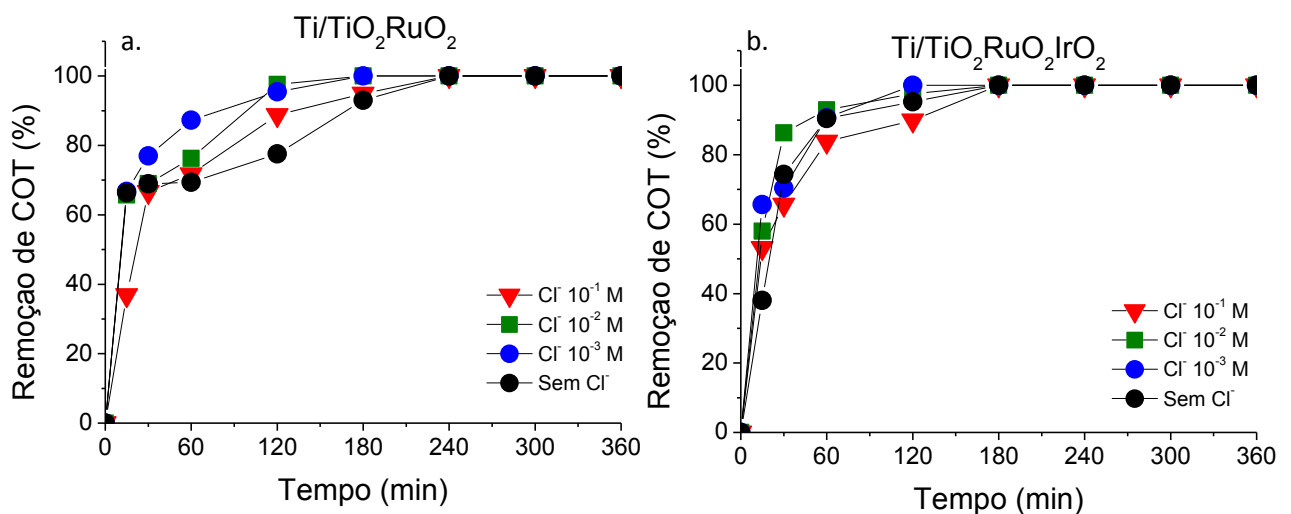 a.
Ti/TiO₂RuO₂
Remoçao de COT (%)
100
80
60
40
20
0
Cl⁻ 10⁻¹ M
Cl⁻ 10⁻² M
Cl⁻ 10⁻³ M
Sem Cl⁻
0 60 120 180 240 300 360
Tempo (min)
b.
Ti/TiO₂RuO₂IrO₂
Remoçao de COT (%)
100
80
60
40
20
0
Cl⁻ 10⁻¹ M
Cl⁻ 10⁻² M
Cl⁻ 10⁻³ M
Sem Cl⁻
0 60 120 180 240 300 360
Tempo (min)